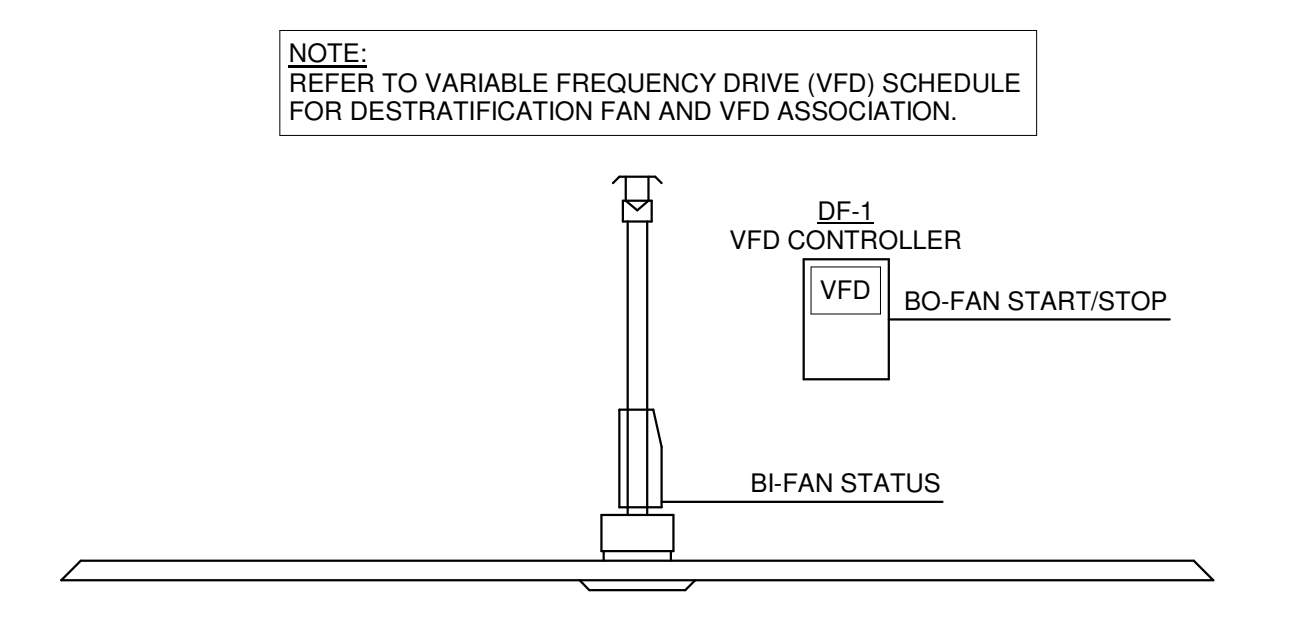 NOTE:
REFER TO VARIABLE FREQUENCY DRIVE (VFD) SCHEDULE
FOR DESTRATIFICATION FAN AND VFD ASSOCIATION.
DF-1
VFD CONTROLLER
VFD
BO-FAN START/STOP
BI-FAN STATUS